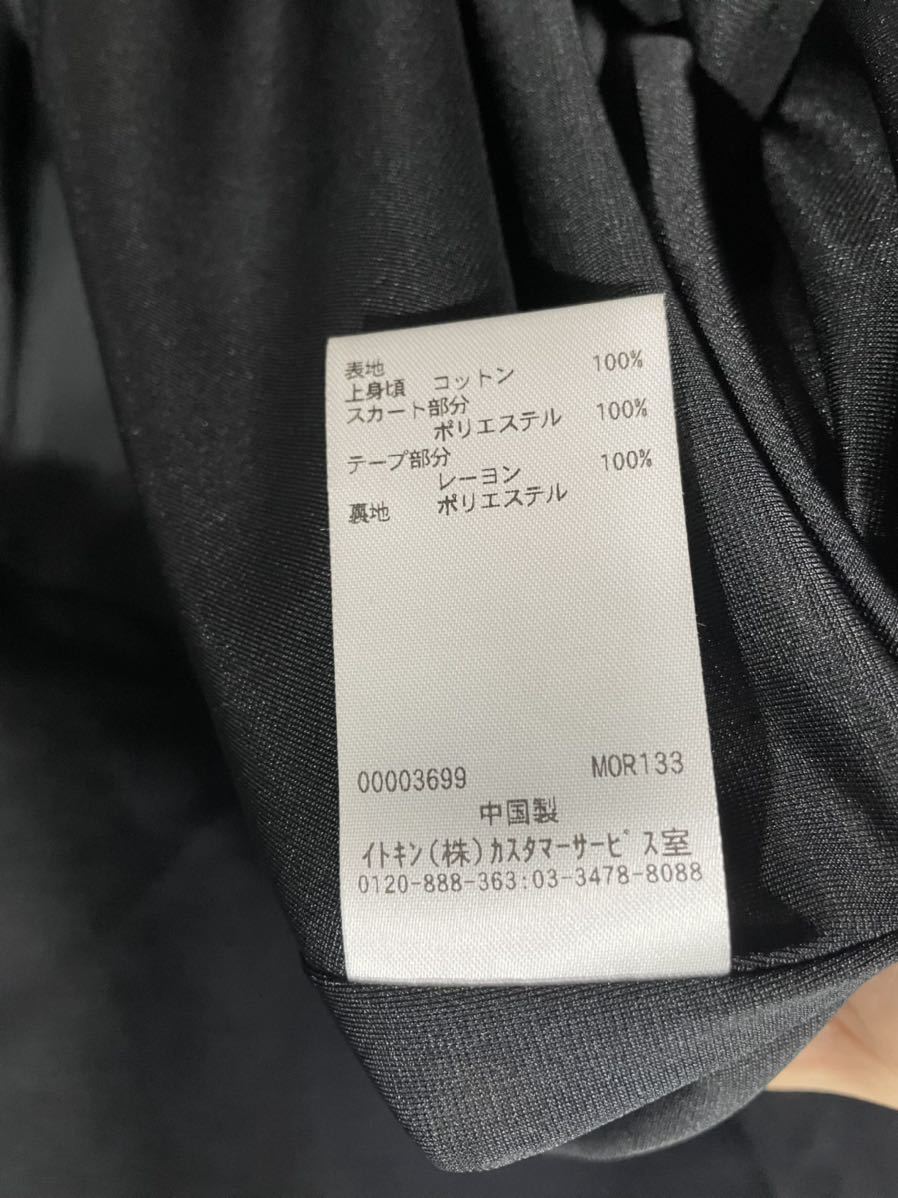 表地
上身頃 コットン 100%
スカート部分
ポリエステル 100%
テープ部分
レーヨン 100%
裏地 ポリエステル
00003699 MOR133
中国製
イトキン(株)カスタマーサービス室
0120-888-363:03-3478-8088